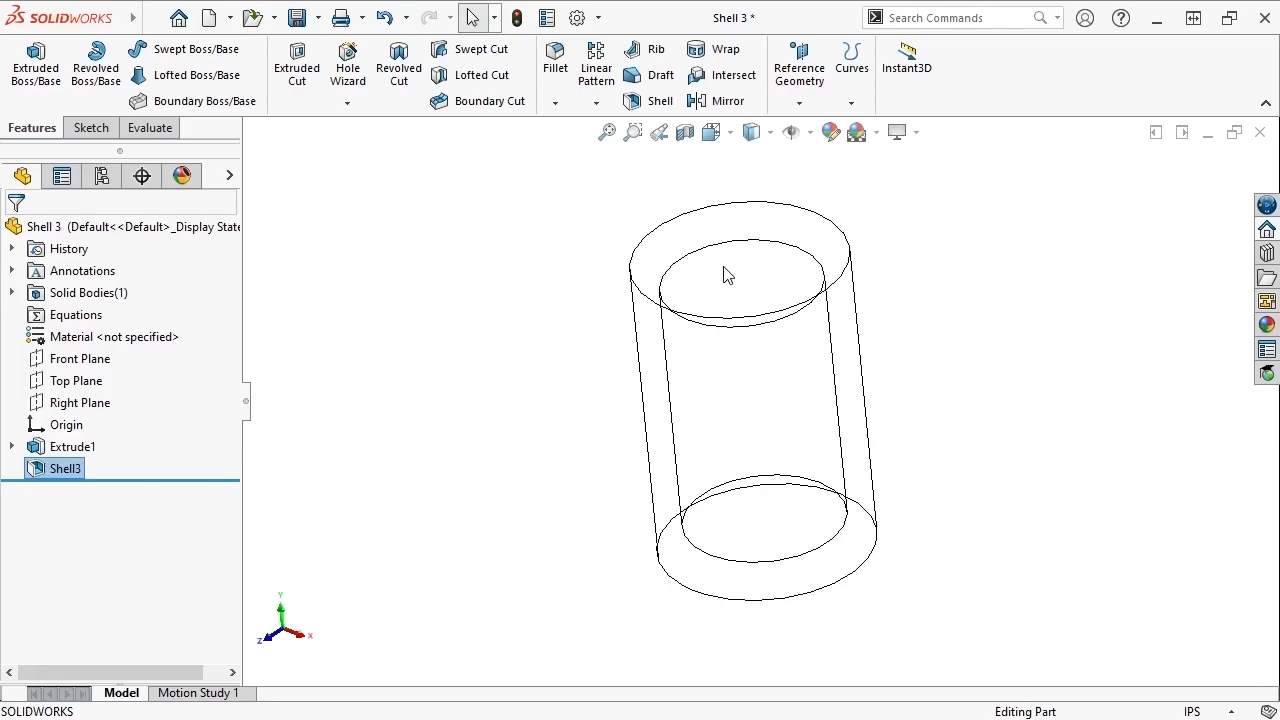 SOLIDWORKS
Shell 3 *
Search Commands
Extruded Boss/Base
Revolved Boss/Base
Swept Boss/Base
Lofted Boss/Base
Boundary Boss/Base
Extruded Cut
Hole Wizard
Revolved Cut
Swept Cut
Lofted Cut
Boundary Cut
Fillet
Linear Pattern
Rib
Draft
Shell
Wrap
Intersect
Mirror
Reference Geometry
Curves
Instant3D
Features
Sketch
Evaluate
Shell 3 (Default<<Default>_Display State
History
Annotations
Solid Bodies(1)
Equations
Material <not specified>
Front Plane
Top Plane
Right Plane
Origin
Extrude1
Shell3
Y
Z
X
Model
Motion Study 1
SOLIDWORKS
Editing Part
IPS